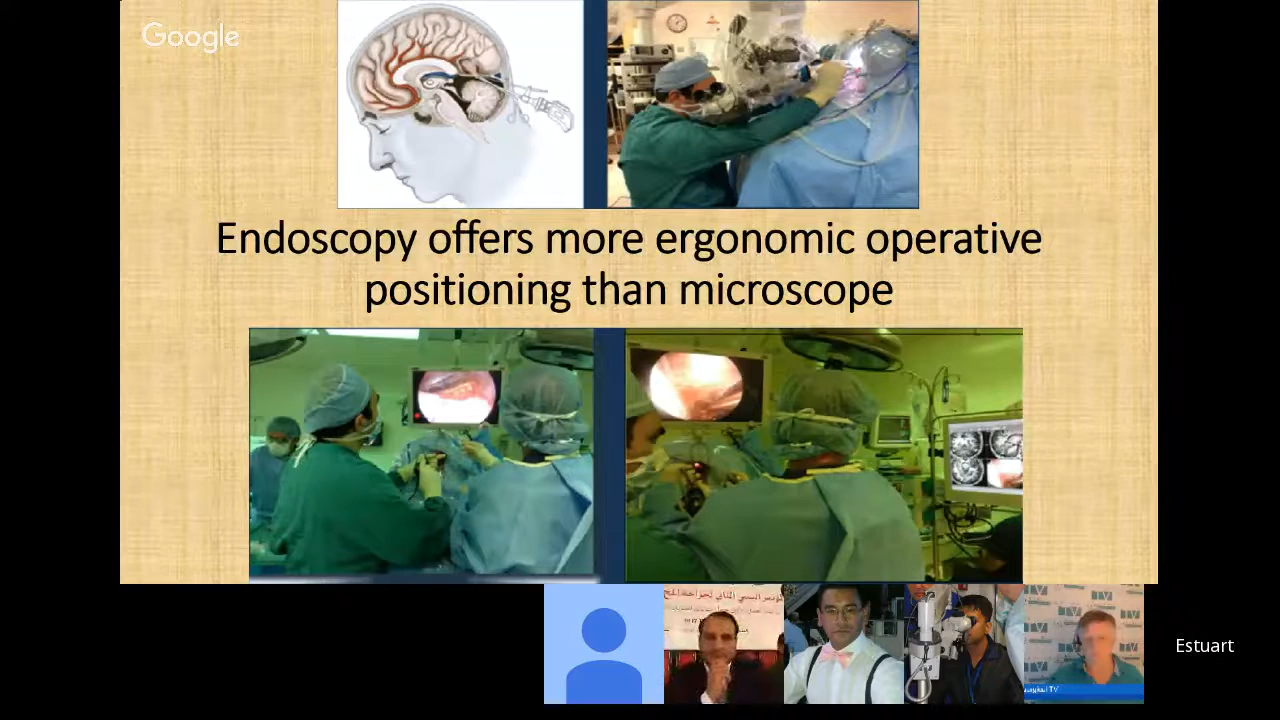 Google
Endoscopy offers more ergonomic operative
positioning than microscope
Estuart